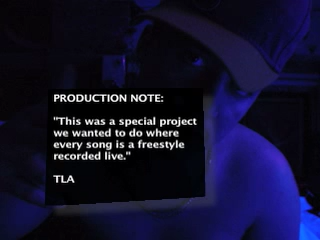 PRODUCTION NOTE:
"This was a special project
we wanted to do where
every song is a freestyle
recorded live."
TLA